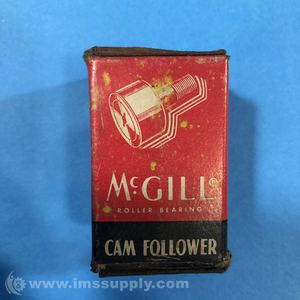 McGILL®
ROLLER BEARING
CAM FOLLOWER
© www.imssupply.com